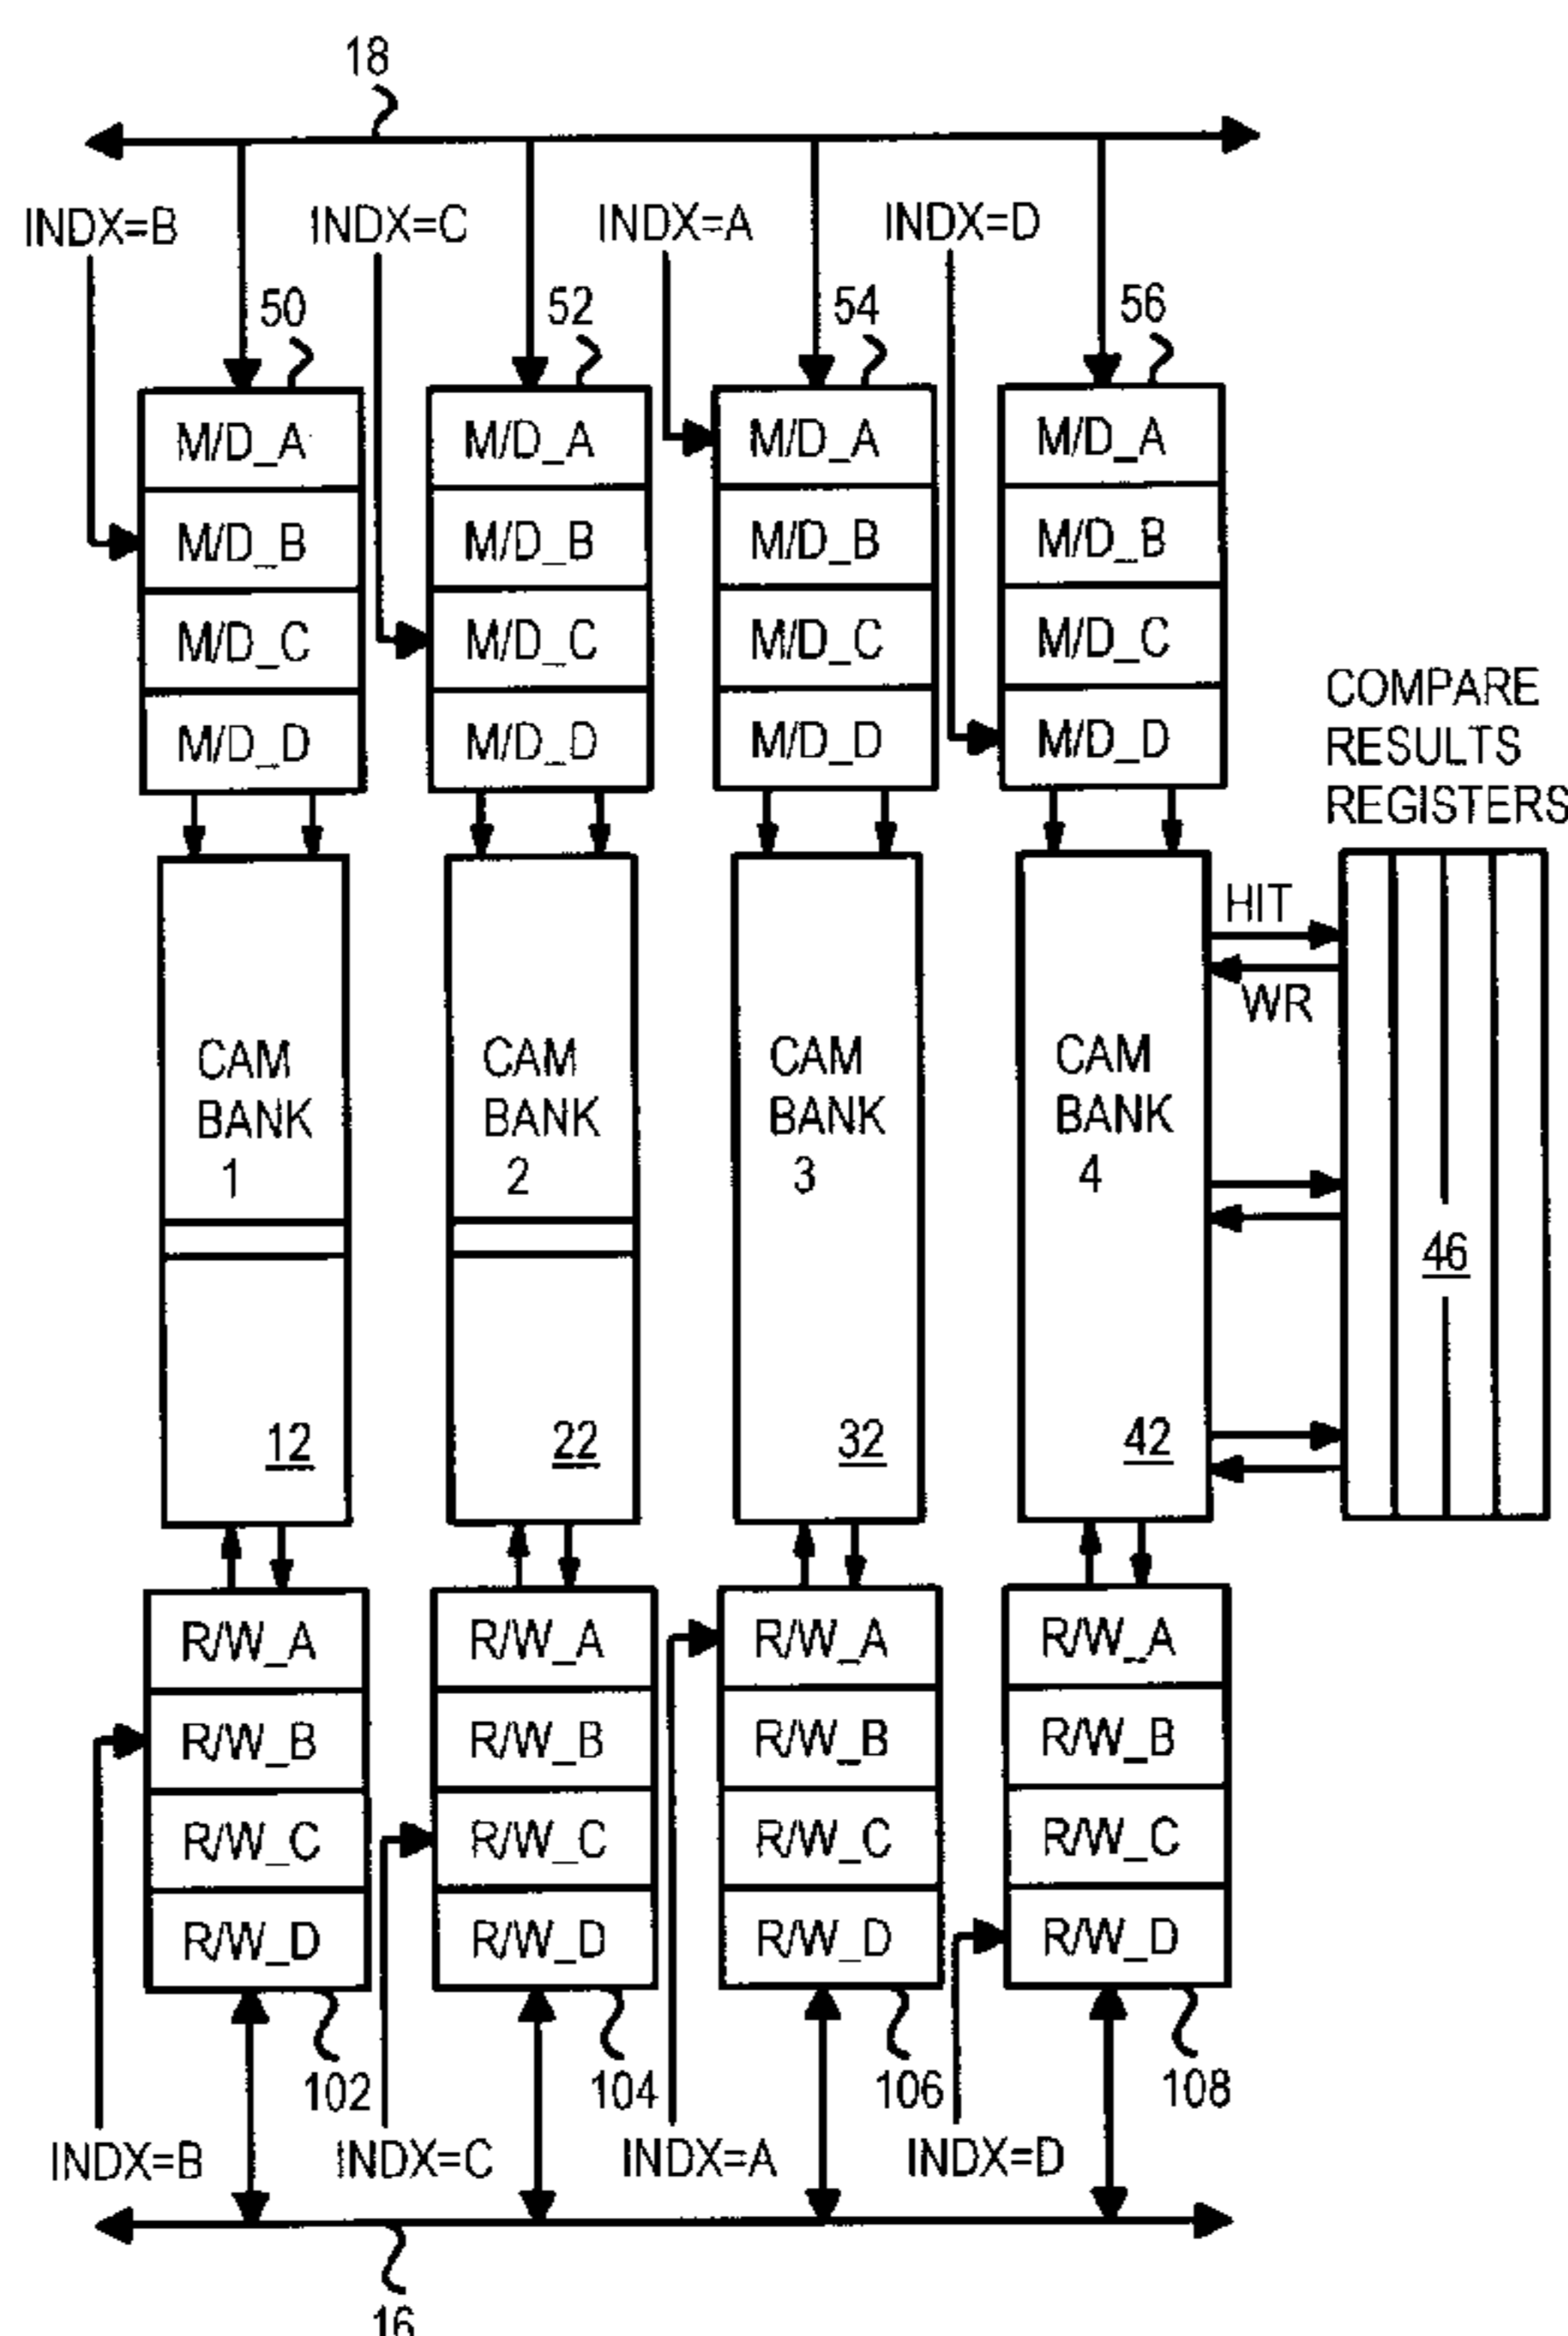 18
INDX=B INDX=C INDX=A INDX=D
50 52 54 56
M/D_A M/D_A M/D_A M/D_A
M/D_B M/D_B M/D_B M/D_B
M/D_C M/D_C M/D_C M/D_C
M/D_D M/D_D M/D_D M/D_D
COMPARE
RESULTS
REGISTERS
HIT
WR
CAM
BANK
1
CAM
BANK
2
CAM
BANK
3
CAM
BANK
4
46
12 22 32 42
R/W_A R/W_A R/W_A R/W_A
R/W_B R/W_B R/W_B R/W_B
R/W_C R/W_C R/W_C R/W_C
R/W_D R/W_D R/W_D R/W_D
102 104 106 108
INDX=B INDX=C INDX=A INDX=D
16